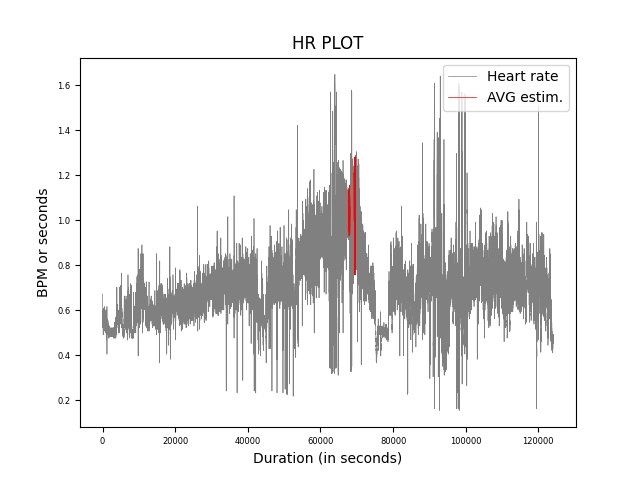 HR PLOT
Heart rate
AVG estim.
BPM or seconds
1.6
1.4
1.2
1.0
0.8
0.6
0.4
0.2
0 20000 40000 60000 80000 100000 120000
Duration (in seconds)